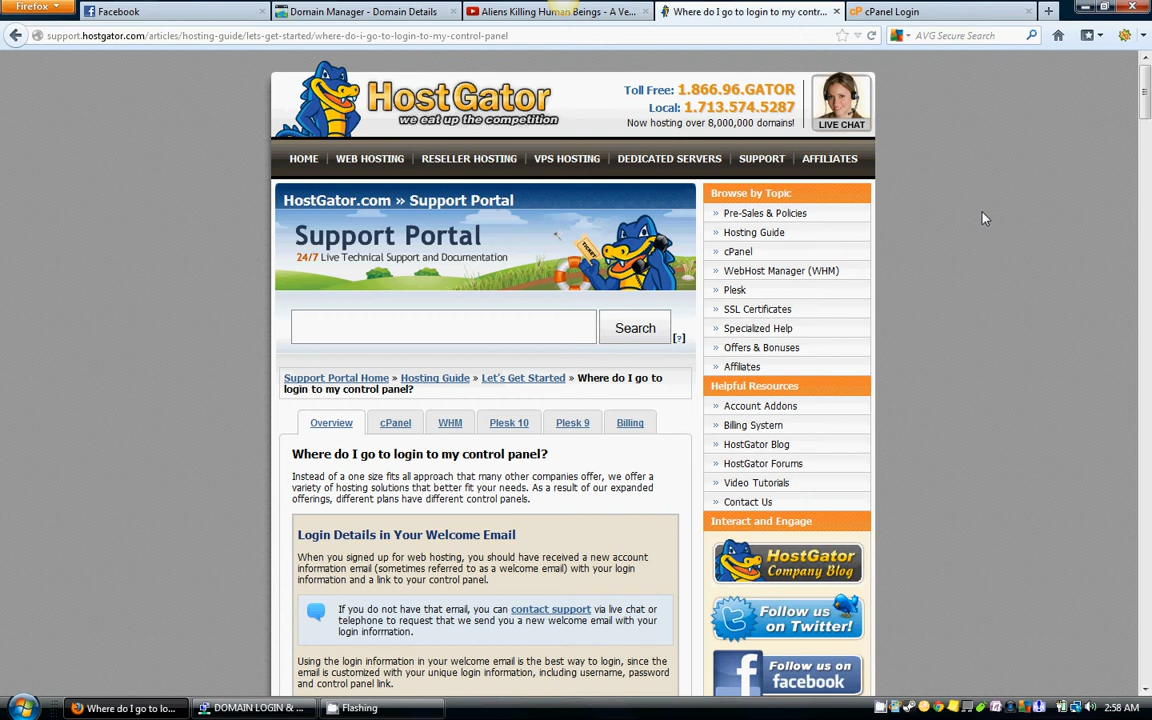 Firefox
Facebook
Domain Manager - Domain Details
Aliens Killing Human Beings - A Ve...
Where do I go to login to my contr...
cPanel Login
support.hostgator.com/articles/hosting-guide/lets-get-started/where-do-i-go-to-login-to-my-control-panel
AVG Secure Search
HostGator
we eat up the competition
Toll Free: 1.866.96.GATOR
Local: 1.713.574.5287
Now hosting over 8,000,000 domains!
LIVE CHAT
HOME WEB HOSTING RESELLER HOSTING VPS HOSTING DEDICATED SERVERS SUPPORT AFFILIATES
HostGator.com » Support Portal
Support Portal
24/7 Live Technical Support and Documentation
TICKET
Search
[?]
Support Portal Home » Hosting Guide » Let's Get Started » Where do I go to
login to my control panel?
Overview cPanel WHM Plesk 10 Plesk 9 Billing
Where do I go to login to my control panel?
Instead of a one size fits all approach that many other companies offer, we offer a
variety of hosting solutions that better fit your needs. As a result of our expanded
offerings, different plans have different control panels.
Login Details in Your Welcome Email
When you signed up for web hosting, you should have received a new account
information email (sometimes referred to as a welcome email) with your login
information and a link to your control panel.
If you do not have that email, you can contact support via live chat or
telephone to request that we send you a new welcome email with your
login information.
Using the login information in your welcome email is the best way to login, since the
email is customized with your unique login information, including username, password
and control panel link.
Browse by Topic
» Pre-Sales & Policies
» Hosting Guide
» cPanel
» WebHost Manager (WHM)
» Plesk
» SSL Certificates
» Specialized Help
» Offers & Bonuses
» Affiliates
Helpful Resources
» Account Addons
» Billing System
» HostGator Blog
» HostGator Forums
» Video Tutorials
» Contact Us
Interact and Engage
HostGator
Company Blog
Follow us
on Twitter!
Follow us on
facebook
Where do I go to lo...
DOMAIN LOGIN & ...
Flashing
2:58 AM